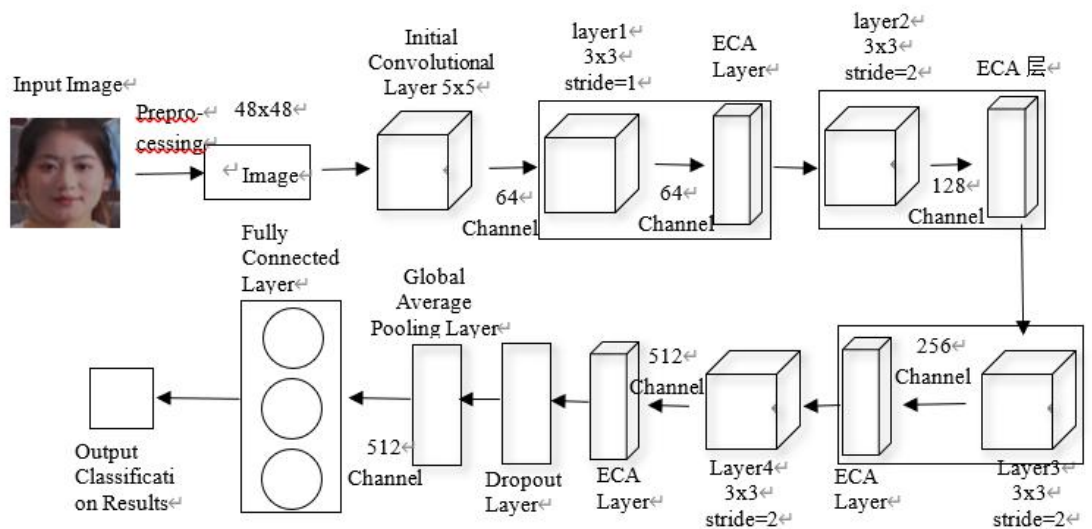 Input Image↵
Prepro-↵
cessing
48x48↵
↵ Image↵
Initial
Convolutional
Layer 5x5↵
64↵
Channel
layer1
3x3
stride=1↵
64↵
Channel
ECA
Layer↵
layer2
3x3
stride=2↵
128↵
Channel
ECA 层↵
Layer3
3x3
stride=2↵
256↵
Channel
ECA
Layer↵
Layer4
3x3
stride=2↵
512↵
Channel
ECA
Layer↵
Dropout
Layer↵
Global
Average
Pooling Layer↵
512↵
Channel
Fully
Connected
Layer↵
Output
Classificati
on Results↵